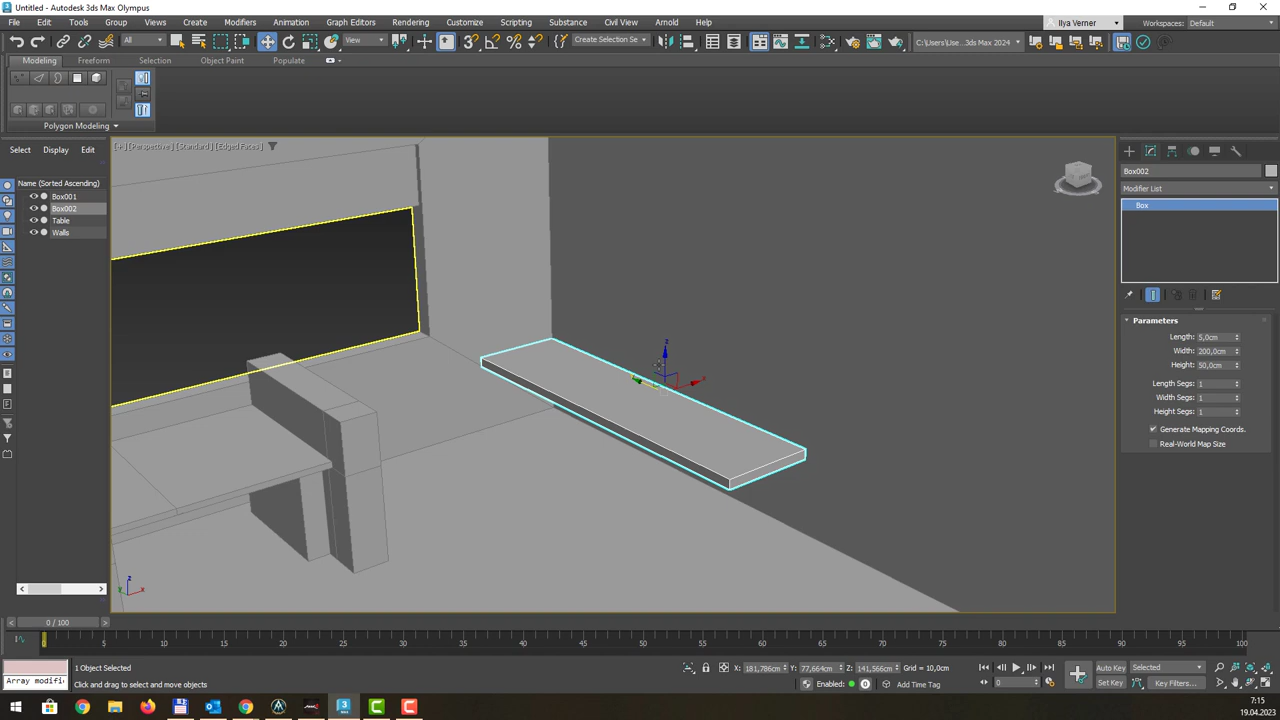 Untitled - Autodesk 3ds Max Olympus
File Edit Tools Group Views Create Modifiers Animation Graph Editors Rendering Customize Scripting Substance Civil View Arnold Help
Ilya Verner
Workspaces: Default
All
View
Create Selection Se
C:\Users\Use...3ds Max 2024
Modeling Freeform Selection Object Paint Populate
Polygon Modeling
Select Display Edit
Name (Sorted Ascending)
Box001
Box002
Table
Walls
[+] [Perspective] [Standard] [Edged Faces]
Box002
Modifier List
Box
Parameters
Length: 5,0cm
Width: 200,0cm
Height: 50,0cm
Length Segs: 1
Width Segs: 1
Height Segs: 1
Generate Mapping Coords.
Real-World Map Size
0 / 100
0 5 10 15 20 25 30 35 40 45 50 55 60 65 70 75 80 85 90 95 100
1 Object Selected
X: 181,786cm Y: 77,664cm Z: 141,566cm Grid = 10,0cm
Auto Key Selected
Array modifi
Click and drag to select and move objects
Enabled:
Add Time Tag
0
Set Key
Key Filters...
7:15
19.04.2023